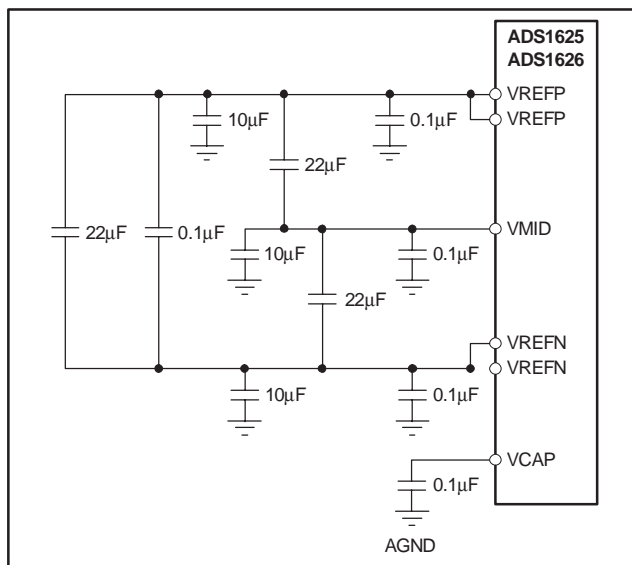 ADS1625
ADS1626
VREFP
10μF
0.1μF
VREFP
22μF
22μF
0.1μF
VMID
10μF
0.1μF
22μF
VREFN
VREFN
10μF
0.1μF
VCAP
0.1μF
AGND